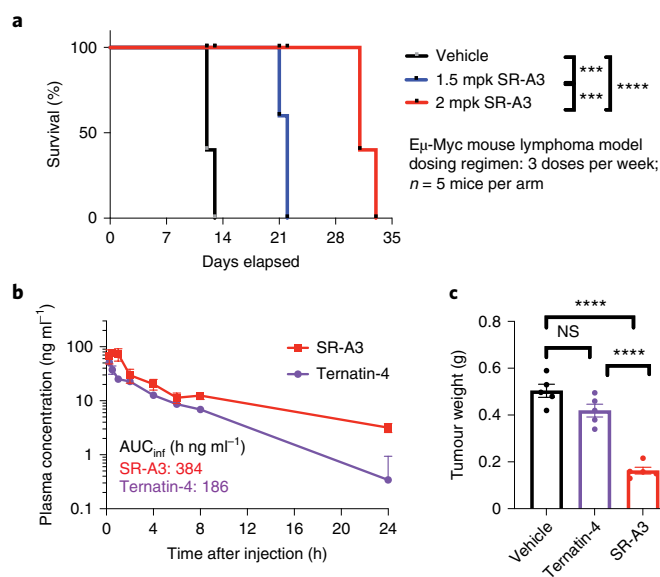 a
Survival (%)
100
50
0
0 7 14 21 28 35
Days elapsed
Vehicle
1.5 mpk SR-A3
2 mpk SR-A3
***
***
****
Eµ-Myc mouse lymphoma model
dosing regimen: 3 doses per week;
n = 5 mice per arm
b
Plasma concentration (ng ml⁻¹)
100
10
1
0.1
0 4 8 12 16 20 24
Time after injection (h)
SR-A3
Ternatin-4
AUCinf (h ng ml⁻¹)
SR-A3: 384
Ternatin-4: 186
c
Tumour weight (g)
0.8
0.6
0.4
0.2
0
****
NS
****
Vehicle
Ternatin-4
SR-A3